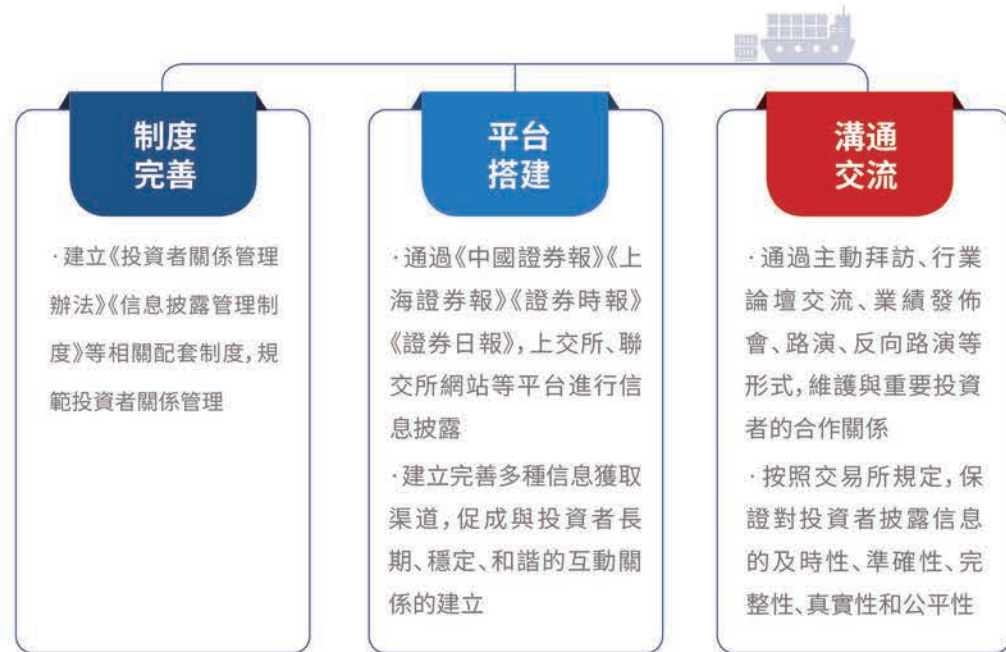 制度
完善
·建立《投資者關係管理
辦法》《信息披露管理制
度》等相關配套制度，規
範投資者關係管理
平台
搭建
·通過《中國證券報》《上
海證券報》《證券時報》
《證券日報》，上交所、聯
交所網站等平台進行信
息披露
·建立完善多種信息獲取
渠道，促成與投資者長
期、穩定、和諧的互動關
係的建立
溝通
交流
·通過主動拜訪、行業
論壇交流、業績發佈
會、路演、反向路演等
形式，維護與重要投資
者的合作關係
·按照交易所規定，保
證對投資者披露信息
的及時性、準確性、完
整性、真實性和公平性